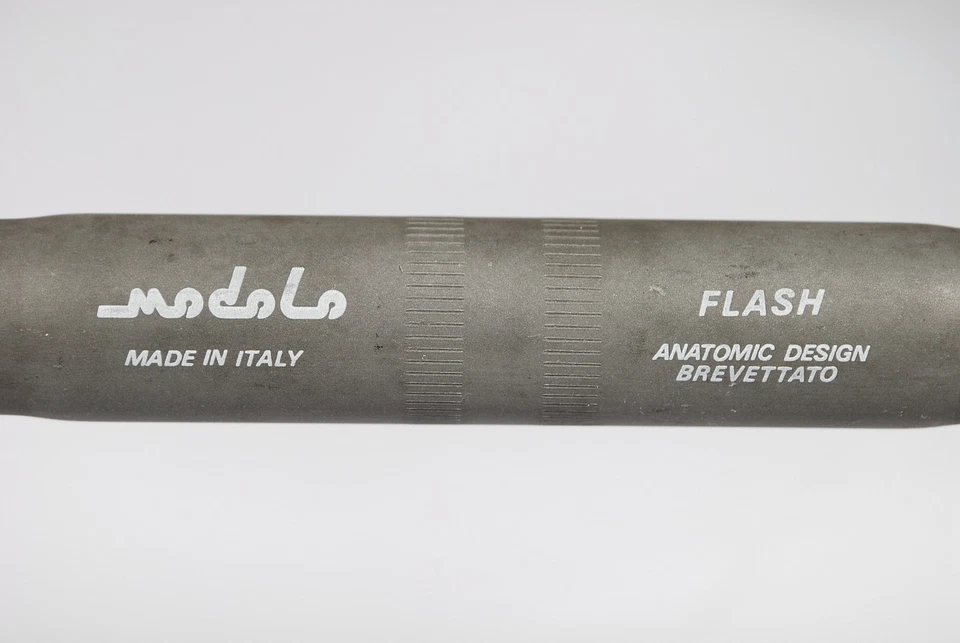 modolo
MADE IN ITALY
FLASH
ANATOMIC DESIGN
BREVETTATO